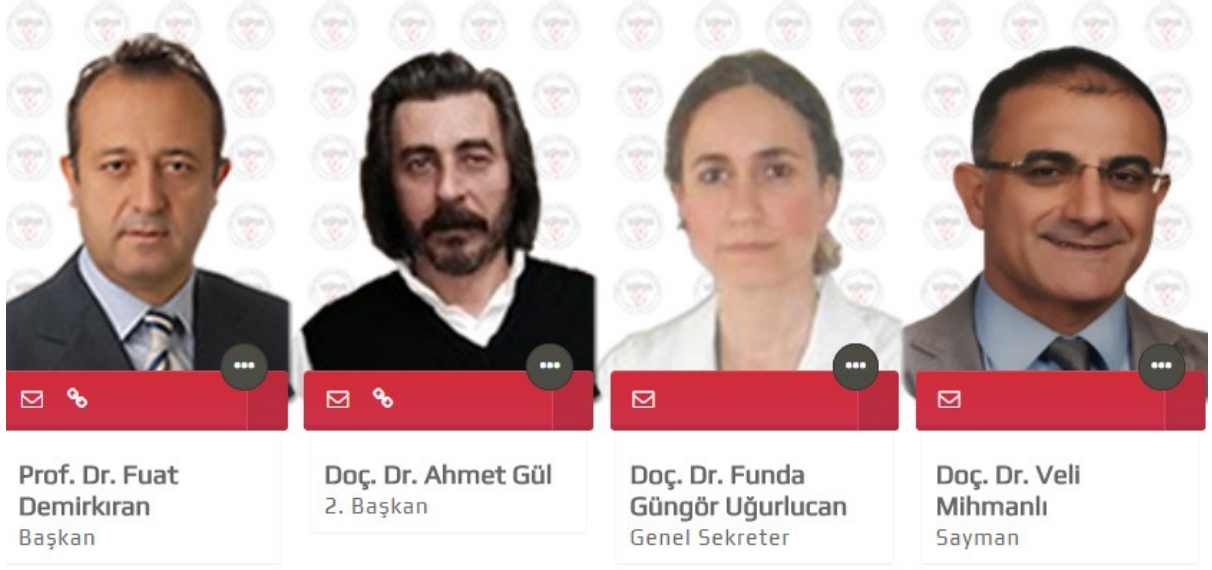 Prof. Dr. Fuat
Demirkıran
Başkan
Doç. Dr. Ahmet Gül
2. Başkan
Doç. Dr. Funda
Güngör Uğurlucan
Genel Sekreter
Doç. Dr. Veli
Mihmanlı
Sayman